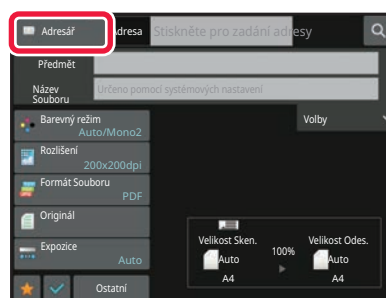 Adresář
Adresa
Stiskněte pro zadání adresy
Předmět
Název
Souboru
Určeno pomocí systémových nastavení
Barevný režim
Auto/Mono2
Volby
Rozlišení
200x200dpi
Formát Souboru
PDF
Originál
Expozice
Auto
Velikost Sken.
100%
Velikost Odes.
Auto
Auto
A4
A4
Ostatní